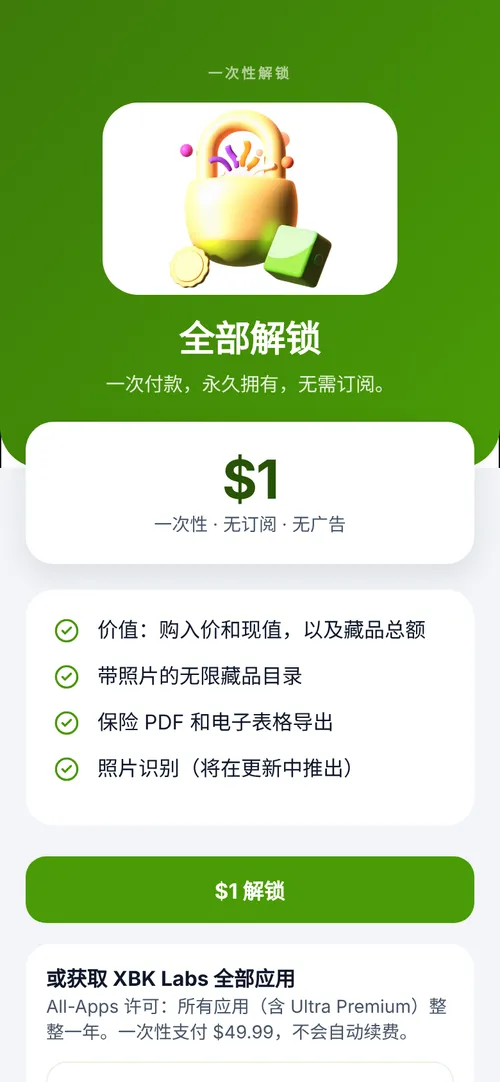 一次性解锁
全部解锁
一次付款，永久拥有，无需订阅。
$1
一次性 · 无订阅 · 无广告
价值：购入价和现值，以及藏品总额
带照片的无限藏品目录
保险 PDF 和电子表格导出
照片识别（将在更新中推出）
$1 解锁
或获取 XBK Labs 全部应用
All-Apps 许可：所有应用（含 Ultra Premium）整
整一年。一次性支付 $49.99，不会自动续费。